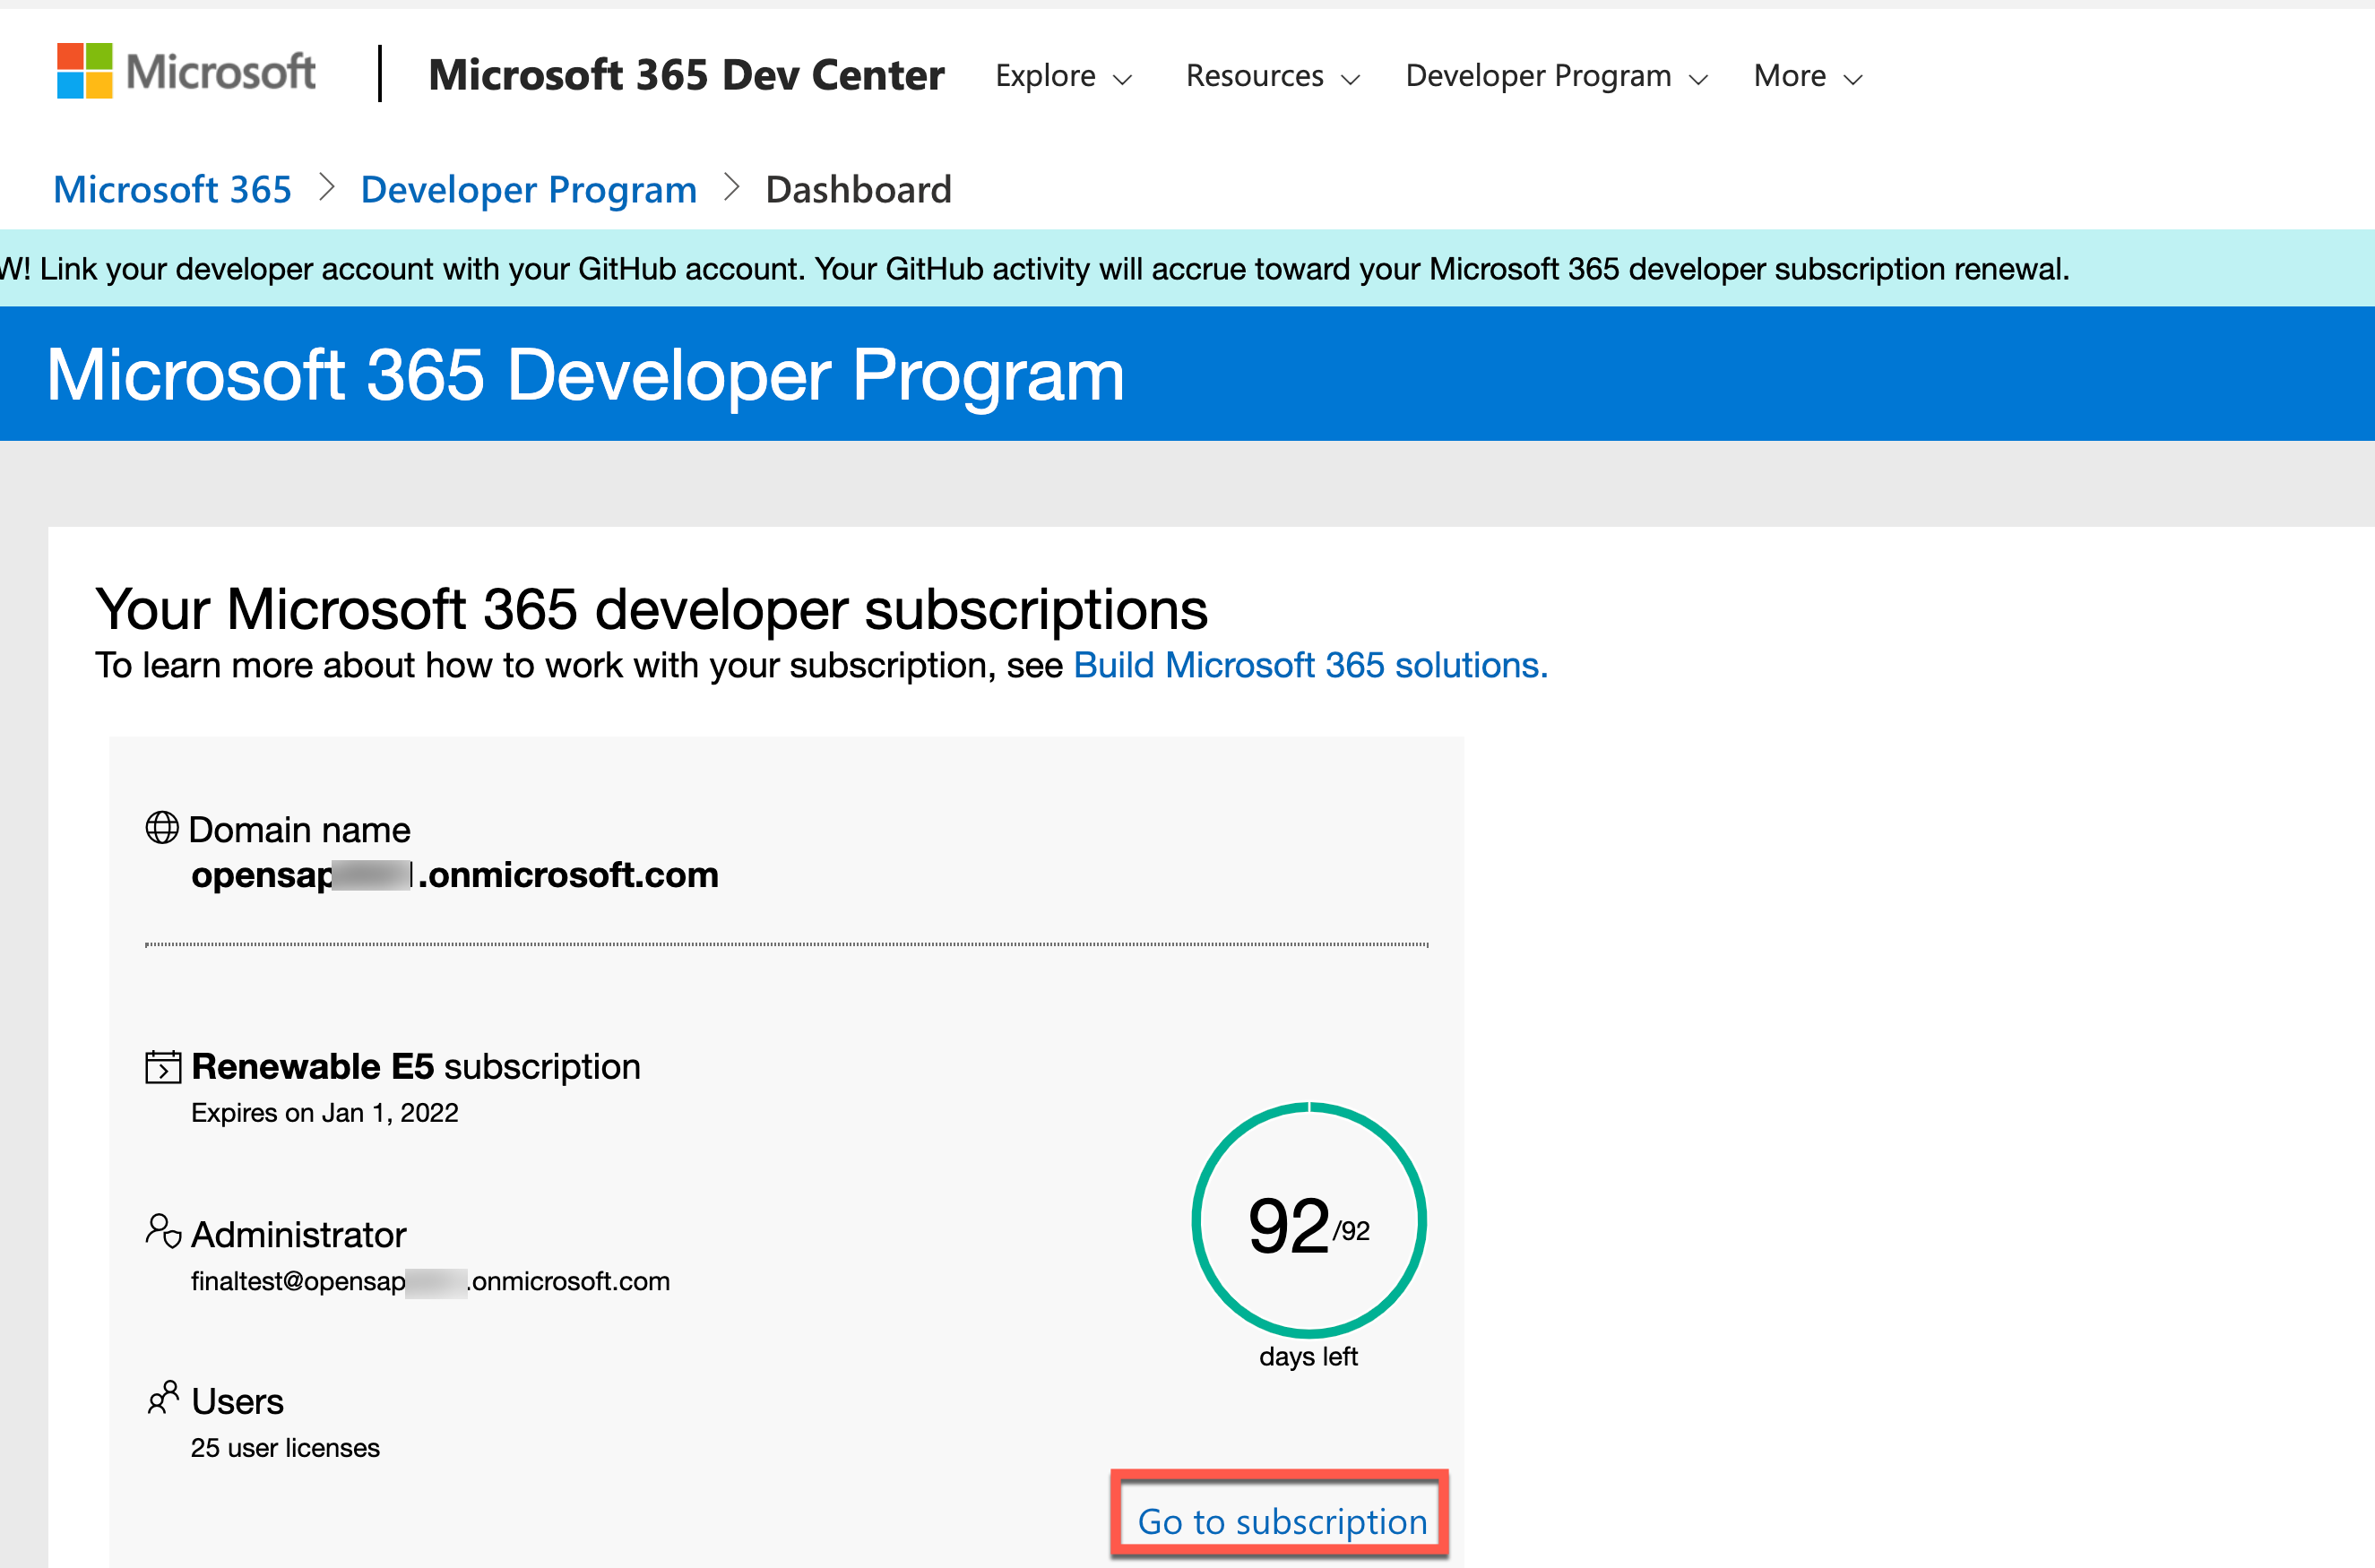 Microsoft
Microsoft 365 Dev Center
Explore
Resources
Developer Program
More
Microsoft 365 > Developer Program > Dashboard
W! Link your developer account with your GitHub account. Your GitHub activity will accrue toward your Microsoft 365 developer subscription renewal.
Microsoft 365 Developer Program
Your Microsoft 365 developer subscriptions
To learn more about how to work with your subscription, see Build Microsoft 365 solutions.
Domain name
opensap .onmicrosoft.com
Renewable E5 subscription
Expires on Jan 1, 2022
Administrator
finaltest@opensap .onmicrosoft.com
Users
25 user licenses
92/92
days left
Go to subscription